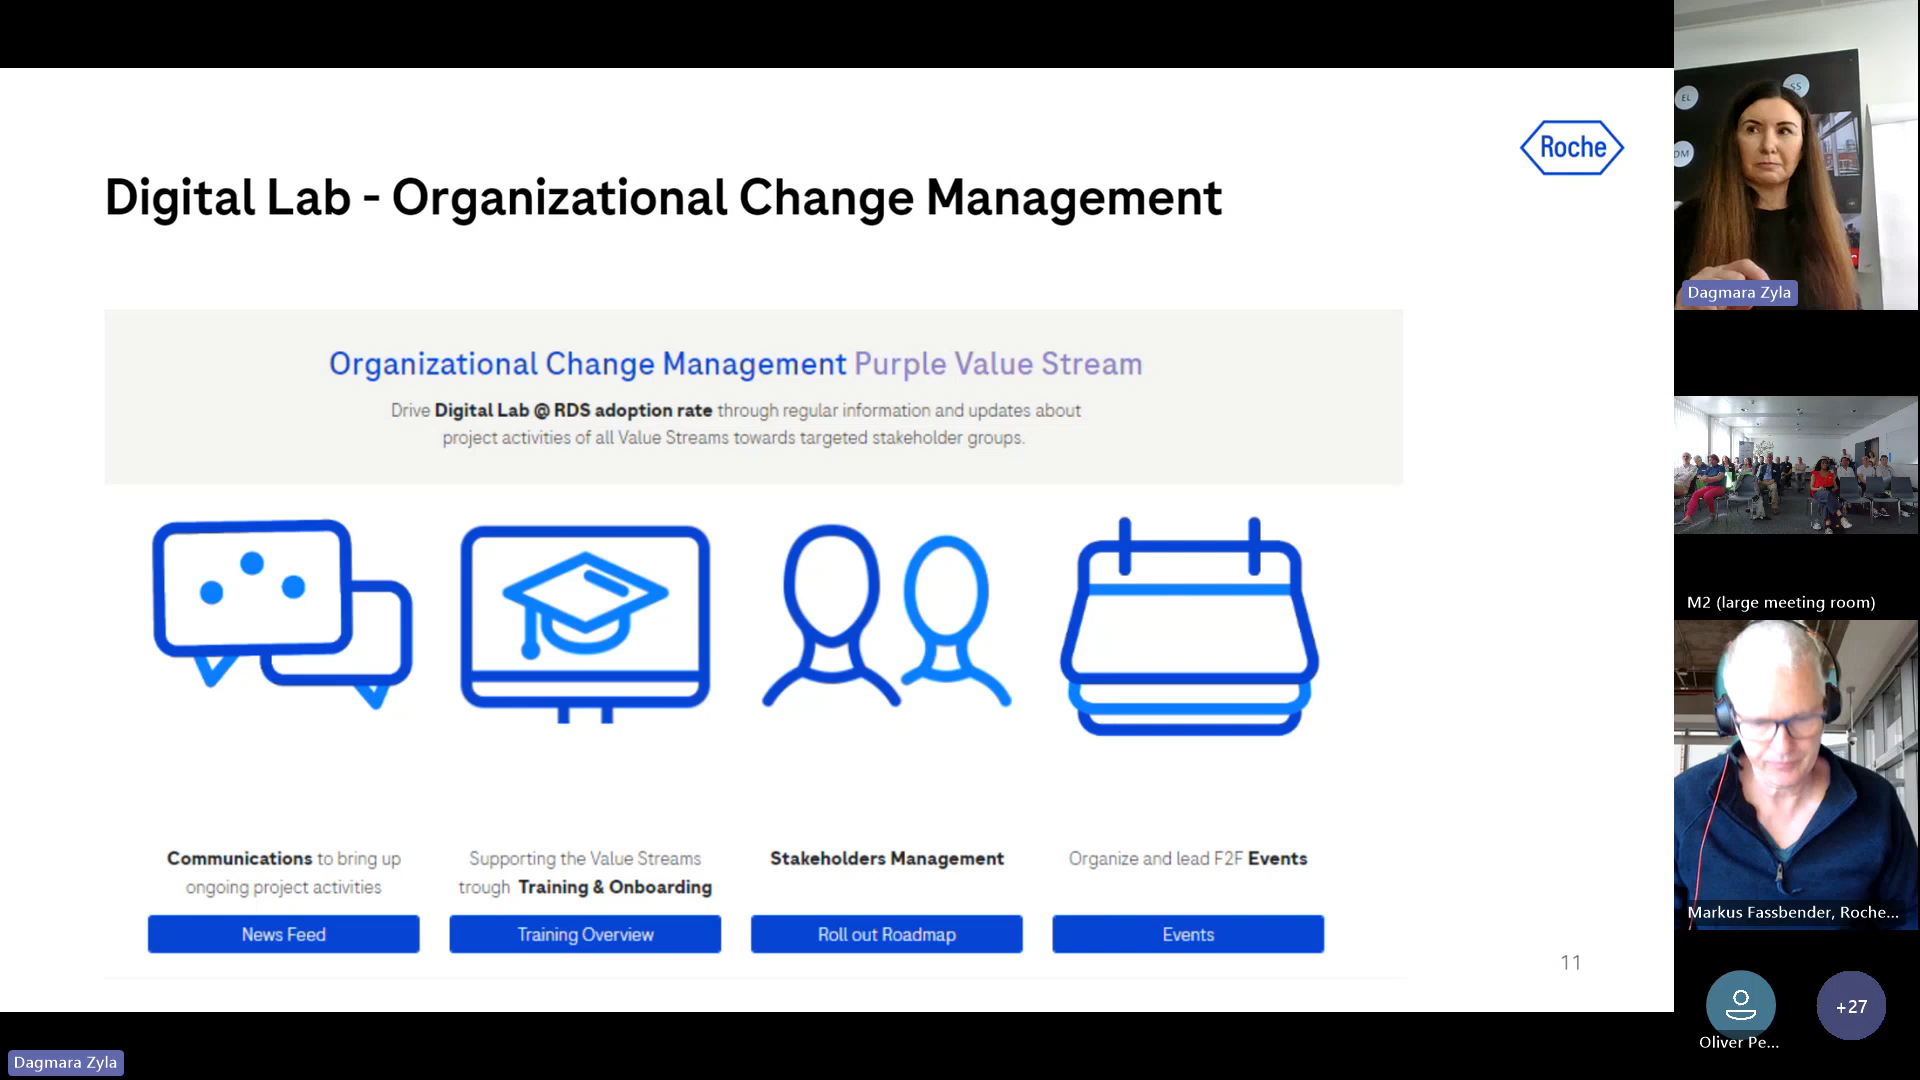 Roche
Digital Lab - Organizational Change Management
Organizational Change Management Purple Value Stream
Drive Digital Lab @ RDS adoption rate through regular information and updates about
project activities of all Value Streams towards targeted stakeholder groups.
Communications to bring up
ongoing project activities
News Feed
Supporting the Value Streams
trough Training & Onboarding
Training Overview
Stakeholders Management
Roll out Roadmap
Organize and lead F2F Events
Events
11
EL
SS
DM
Dagmara Zyla
M2 (large meeting room)
Markus Fassbender, Roche...
Oliver Pe...
+27
Dagmara Zyla